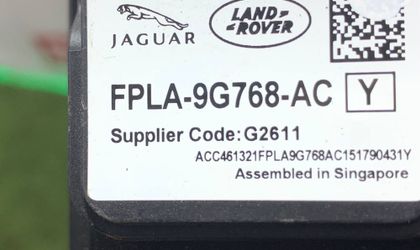 JAGUAR
LAND-
-ROVER
FPLA-9G768-AC Y
Supplier Code:G2611
ACC461321FPLA9G768AC151790431Y
Assembled in Singapore